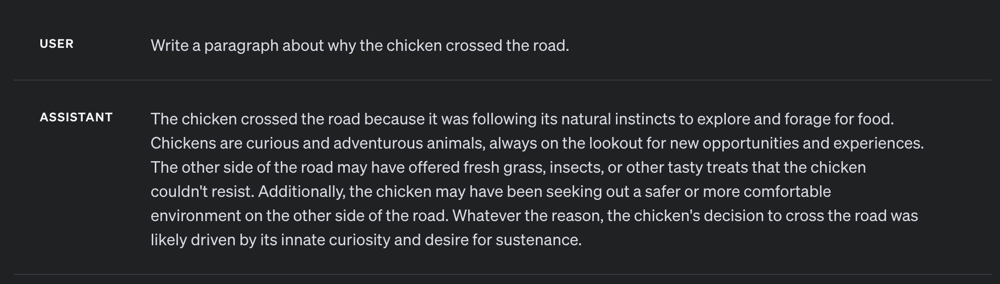 USER
Write a paragraph about why the chicken crossed the road.
ASSISTANT
The chicken crossed the road because it was following its natural instincts to explore and forage for food.
Chickens are curious and adventurous animals, always on the lookout for new opportunities and experiences.
The other side of the road may have offered fresh grass, insects, or other tasty treats that the chicken
couldn't resist. Additionally, the chicken may have been seeking out a safer or more comfortable
environment on the other side of the road. Whatever the reason, the chicken's decision to cross the road was
likely driven by its innate curiosity and desire for sustenance.